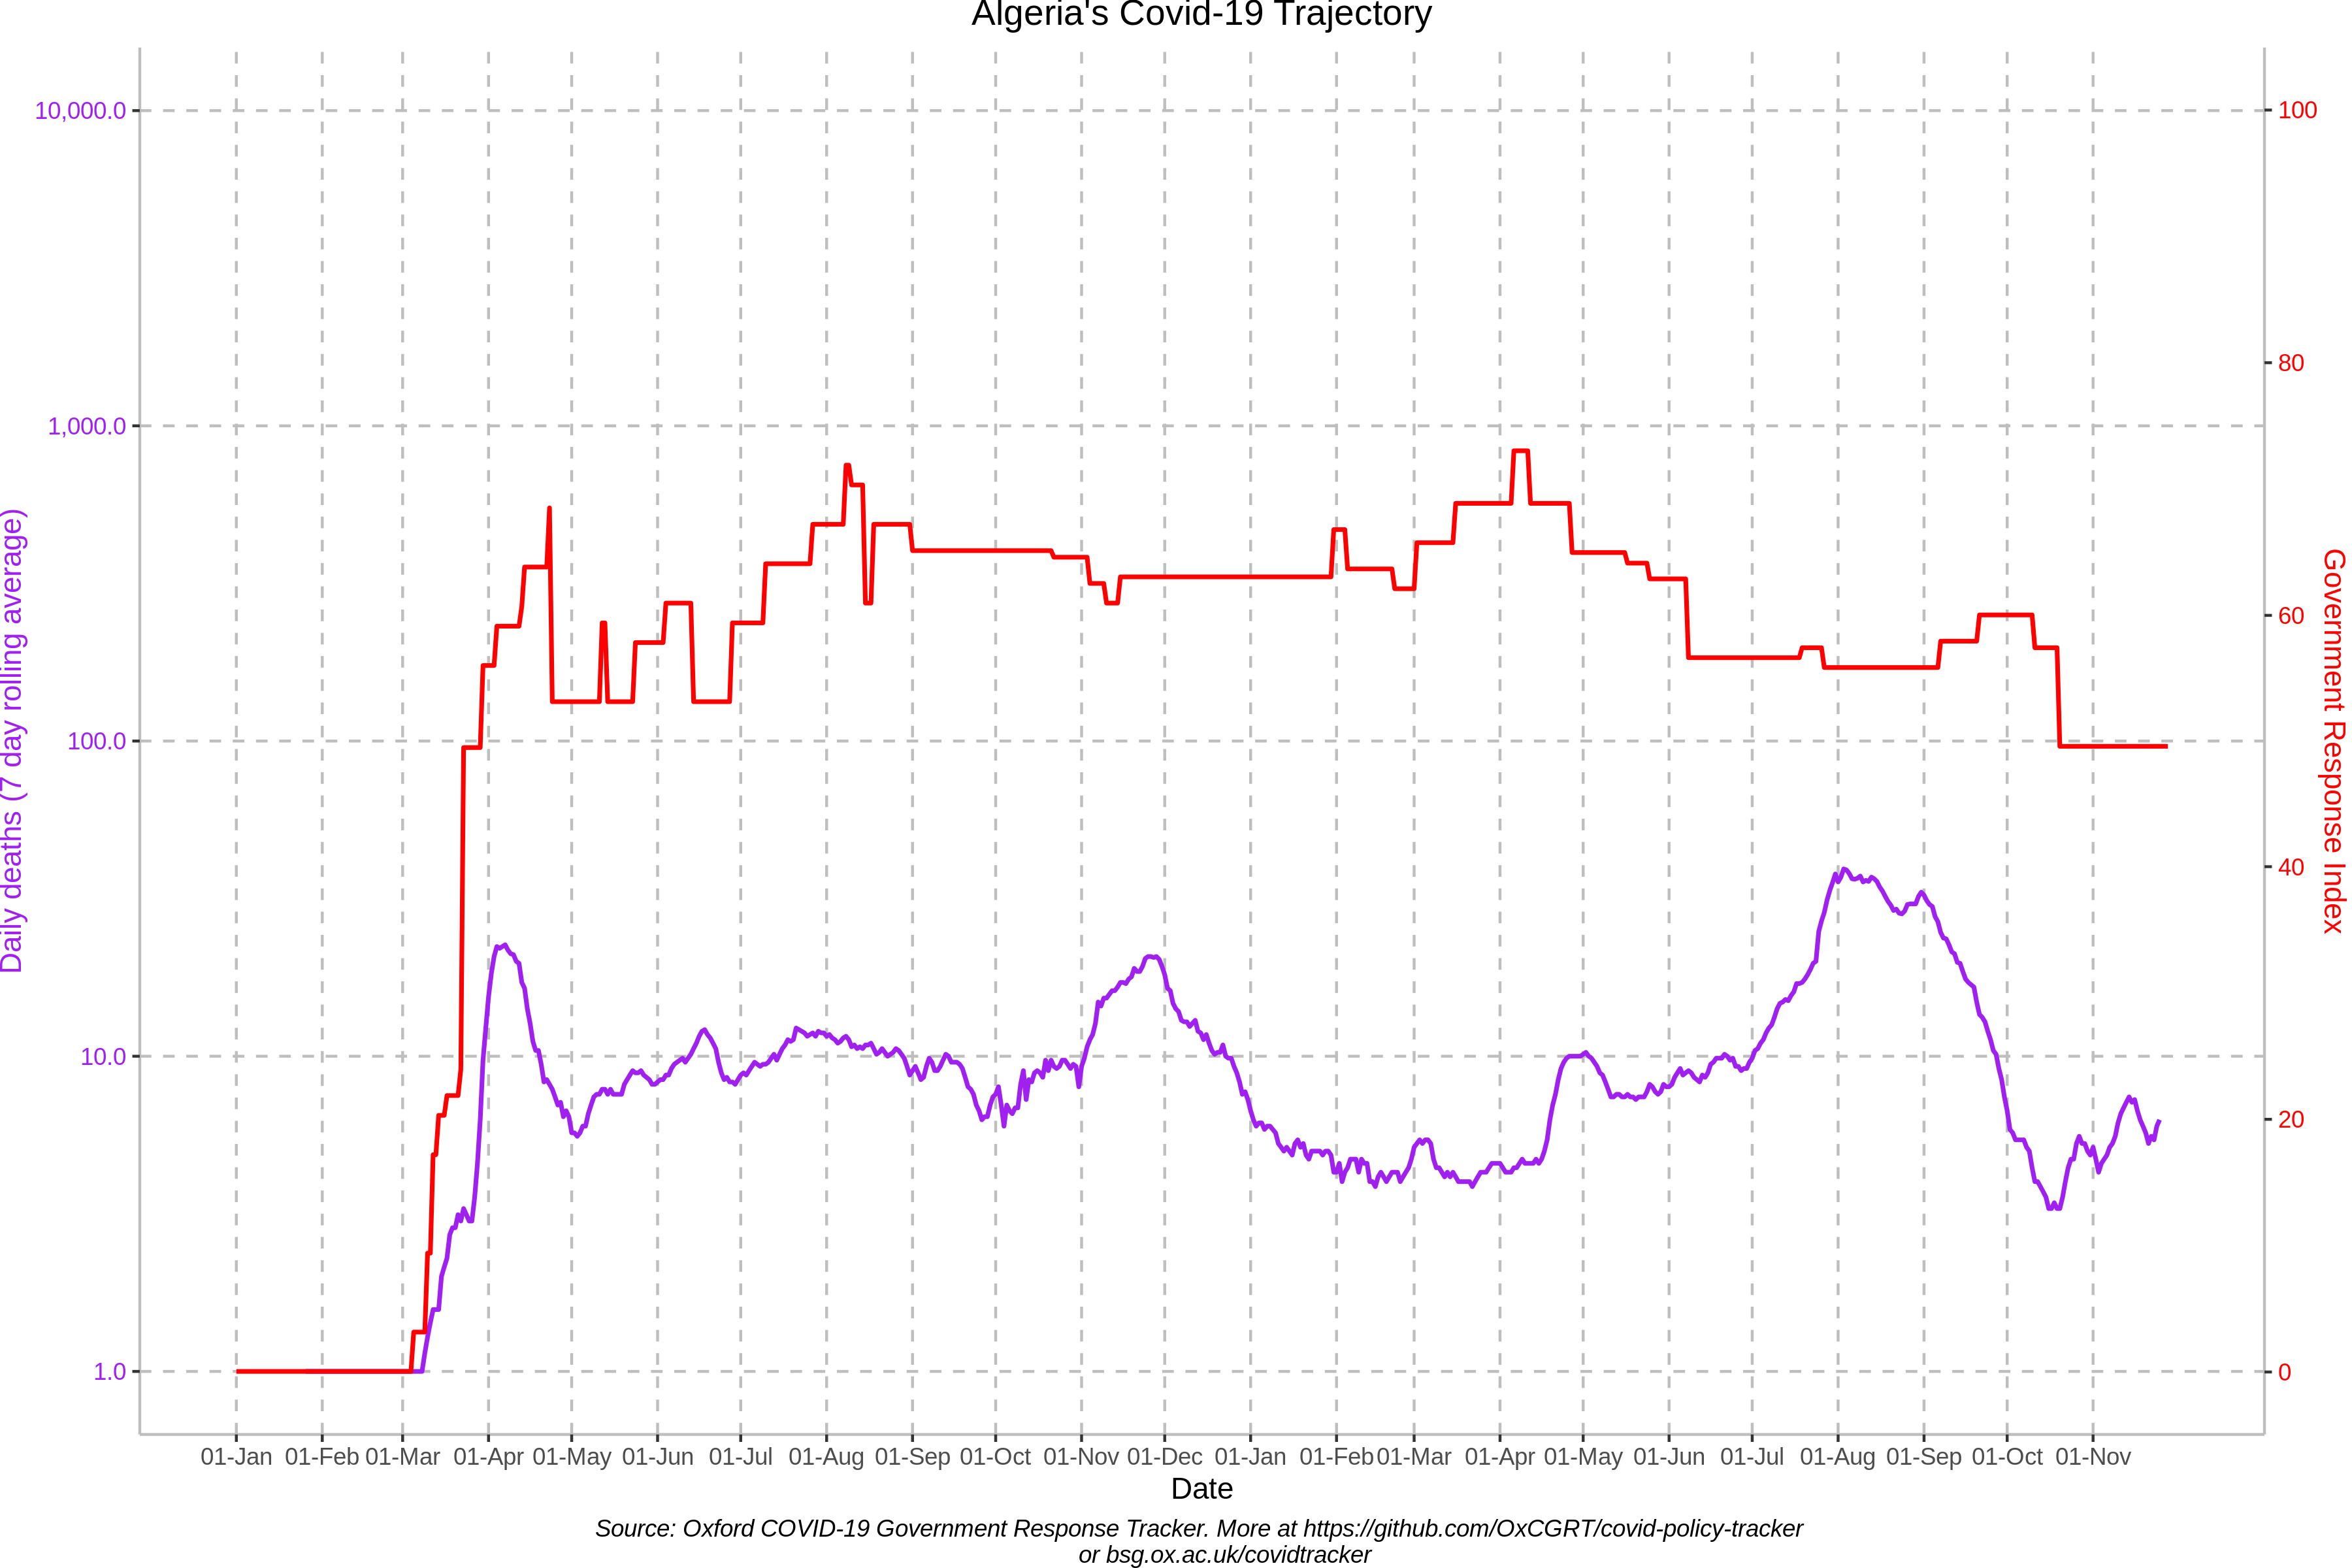 Algeria's Covid-19 Trajectory
10,000.0
1,000.0
100.0
10.0
1.0
Daily deaths (7 day rolling average)
100
80
60
40
20
0
Government Response Index
01-Jan 01-Feb 01-Mar 01-Apr 01-May 01-Jun 01-Jul 01-Aug 01-Sep 01-Oct 01-Nov 01-Dec 01-Jan 01-Feb 01-Mar 01-Apr 01-May 01-Jun 01-Jul 01-Aug 01-Sep 01-Oct 01-Nov
Date
Source: Oxford COVID-19 Government Response Tracker. More at https://github.com/OxCGRT/covid-policy-tracker
or bsg.ox.ac.uk/covidtracker